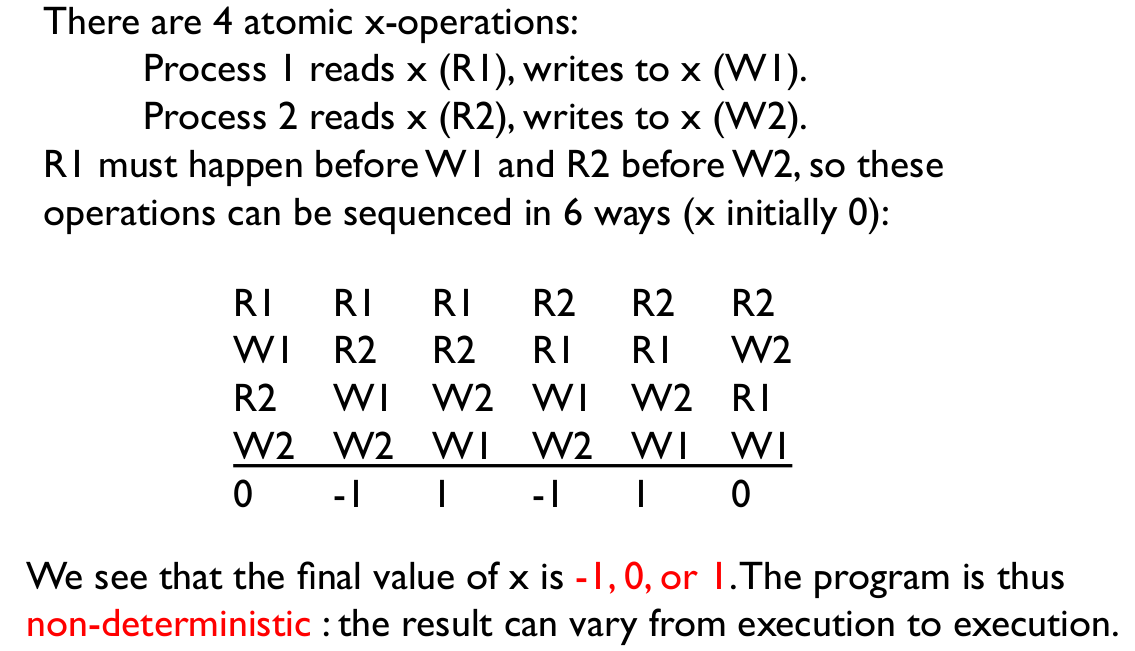 There are 4 atomic x-operations:
Process 1 reads x (R1), writes to x (W1).
Process 2 reads x (R2), writes to x (W2).
R1 must happen before W1 and R2 before W2, so these
operations can be sequenced in 6 ways (x initially 0):
R1 R1 R1 R2 R2 R2
W1 R2 R2 R1 R1 W2
R2 W1 W2 W1 W2 R1
W2 W2 W1 W2 W1 W1
0 -1 1 -1 1 0
We see that the final value of x is -1, 0, or 1. The program is thus
non-deterministic : the result can vary from execution to execution.